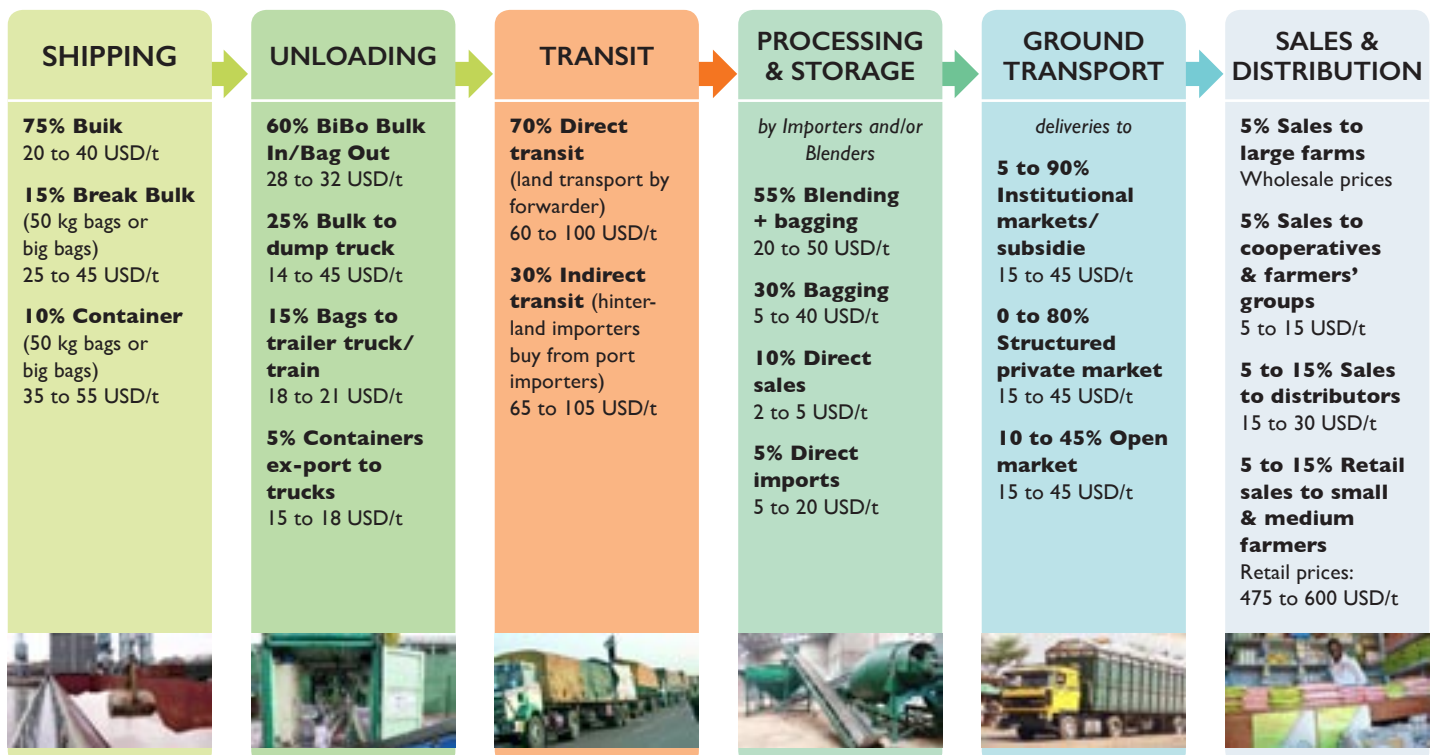 SHIPPING
75% Buik
20 to 40 USD/t
15% Break Bulk
(50 kg bags or
big bags)
25 to 45 USD/t
10% Container
(50 kg bags or
big bags)
35 to 55 USD/t
UNLOADING
60% BiBo Bulk
In/Bag Out
28 to 32 USD/t
25% Bulk to
dump truck
14 to 45 USD/t
15% Bags to
trailer truck/
train
18 to 21 USD/t
5% Containers
ex-port to
trucks
15 to 18 USD/t
TRANSIT
70% Direct
transit
(land transport by
forwarder)
60 to 100 USD/t
30% Indirect
transit (hinter-
land importers
buy from port
importers)
65 to 105 USD/t
PROCESSING
& STORAGE
by Importers and/or
Blenders
55% Blending
+ bagging
20 to 50 USD/t
30% Bagging
5 to 40 USD/t
10% Direct
sales
2 to 5 USD/t
5% Direct
imports
5 to 20 USD/t
GROUND
TRANSPORT
deliveries to
5 to 90%
Institutional
markets/
subsidie
15 to 45 USD/t
0 to 80%
Structured
private market
15 to 45 USD/t
10 to 45% Open
market
15 to 45 USD/t
SALES &
DISTRIBUTION
5% Sales to
large farms
Wholesale prices
5% Sales to
cooperatives
& farmers'
groups
5 to 15 USD/t
5 to 15% Sales
to distributors
15 to 30 USD/t
5 to 15% Retail
sales to small
& medium
farmers
Retail prices:
475 to 600 USD/t